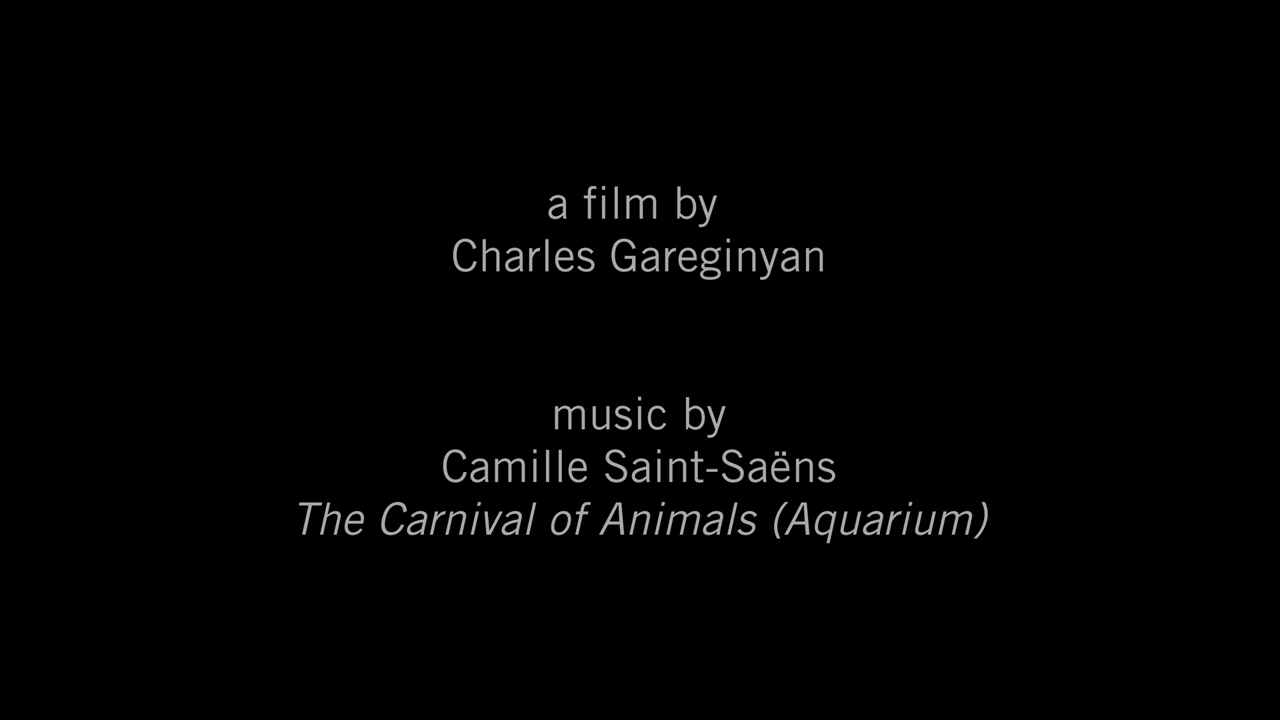 a film by
Charles Gareginyan
music by
Camille Saint-Saëns
The Carnival of Animals (Aquarium)